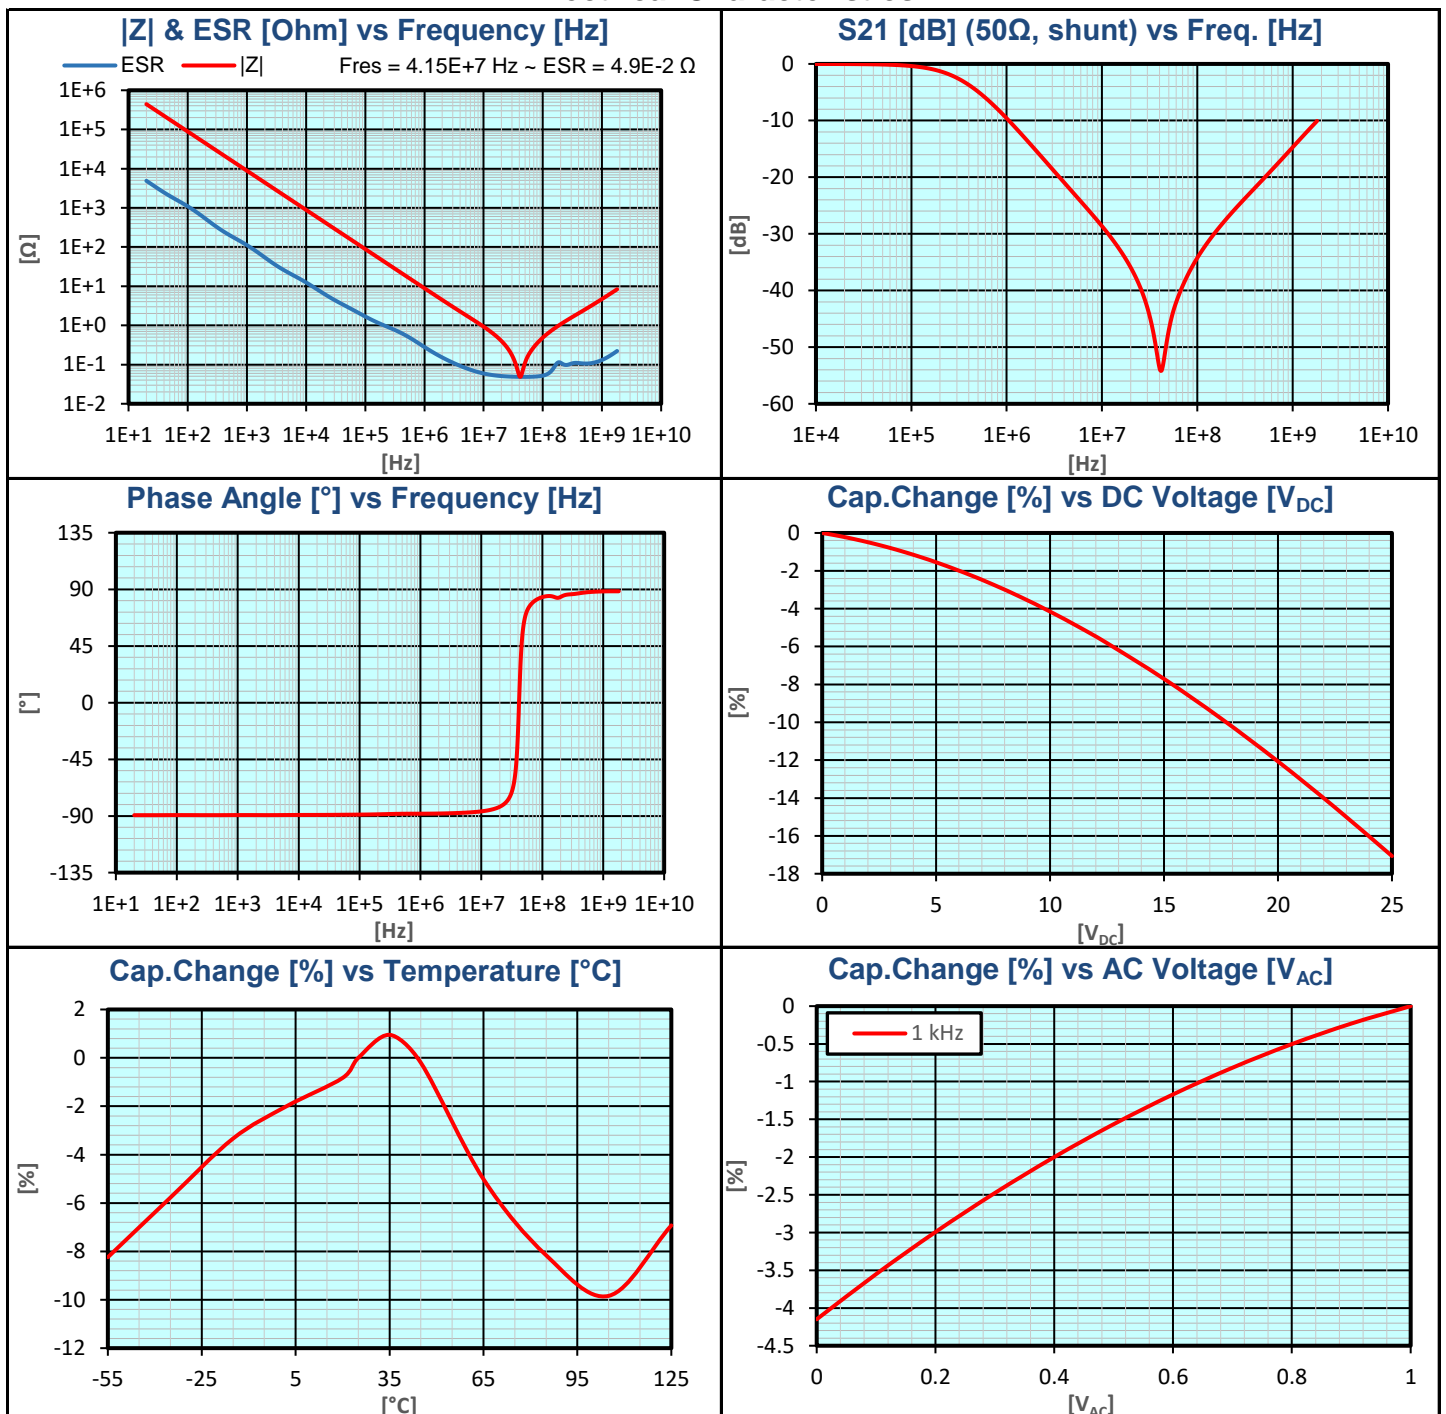 |Z| & ESR [Ohm] vs Frequency [Hz]
ESR |Z| Fres = 4.15E+7 Hz ~ ESR = 4.9E-2 Ω
1E+6
1E+5
1E+4
1E+3
1E+2
1E+1
1E+0
1E-1
1E-2
[Ω]
1E+1 1E+2 1E+3 1E+4 1E+5 1E+6 1E+7 1E+8 1E+9 1E+10
[Hz]
S21 [dB] (50Ω, shunt) vs Freq. [Hz]
0
-10
-20
-30
-40
-50
-60
[dB]
1E+4 1E+5 1E+6 1E+7 1E+8 1E+9 1E+10
[Hz]
Phase Angle [°] vs Frequency [Hz]
135
90
45
0
-45
-90
-135
[°]
1E+1 1E+2 1E+3 1E+4 1E+5 1E+6 1E+7 1E+8 1E+9 1E+10
[Hz]
Cap.Change [%] vs DC Voltage [VDC]
0
-2
-4
-6
-8
-10
-12
-14
-16
-18
[%]
0 5 10 15 20 25
[VDC]
Cap.Change [%] vs Temperature [°C]
2
0
-2
-4
-6
-8
-10
-12
[%]
-55 -25 5 35 65 95 125
[°C]
Cap.Change [%] vs AC Voltage [VAC]
1 kHz
0
-0.5
-1
-1.5
-2
-2.5
-3
-3.5
-4
-4.5
[%]
0 0.2 0.4 0.6 0.8 1
[VAC]